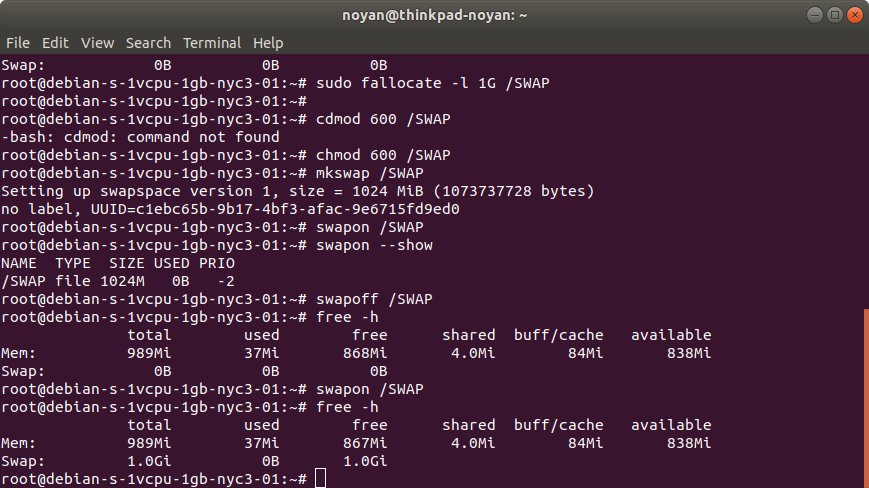 noyan@thinkpad-noyan: ~
File Edit View Search Terminal Help
Swap:            0B          0B          0B
root@debian-s-1vcpu-1gb-nyc3-01:~# sudo fallocate -l 1G /SWAP
root@debian-s-1vcpu-1gb-nyc3-01:~#
root@debian-s-1vcpu-1gb-nyc3-01:~# cdmod 600 /SWAP
-bash: cdmod: command not found
root@debian-s-1vcpu-1gb-nyc3-01:~# chmod 600 /SWAP
root@debian-s-1vcpu-1gb-nyc3-01:~# mkswap /SWAP
Setting up swapspace version 1, size = 1024 MiB (1073737728 bytes)
no label, UUID=c1ebc65b-9b17-4bf3-afac-9e6715fd9ed0
root@debian-s-1vcpu-1gb-nyc3-01:~# swapon /SWAP
root@debian-s-1vcpu-1gb-nyc3-01:~# swapon --show
NAME  TYPE  SIZE USED PRIO
/SWAP file 1024M   0B   -2
root@debian-s-1vcpu-1gb-nyc3-01:~# swapoff /SWAP
root@debian-s-1vcpu-1gb-nyc3-01:~# free -h
              total        used        free      shared  buff/cache   available
Mem:          989Mi        37Mi       868Mi       4.0Mi        84Mi       838Mi
Swap:            0B          0B          0B
root@debian-s-1vcpu-1gb-nyc3-01:~# swapon /SWAP
root@debian-s-1vcpu-1gb-nyc3-01:~# free -h
              total        used        free      shared  buff/cache   available
Mem:          989Mi        37Mi       867Mi       4.0Mi        84Mi       838Mi
Swap:         1.0Gi          0B       1.0Gi
root@debian-s-1vcpu-1gb-nyc3-01:~#